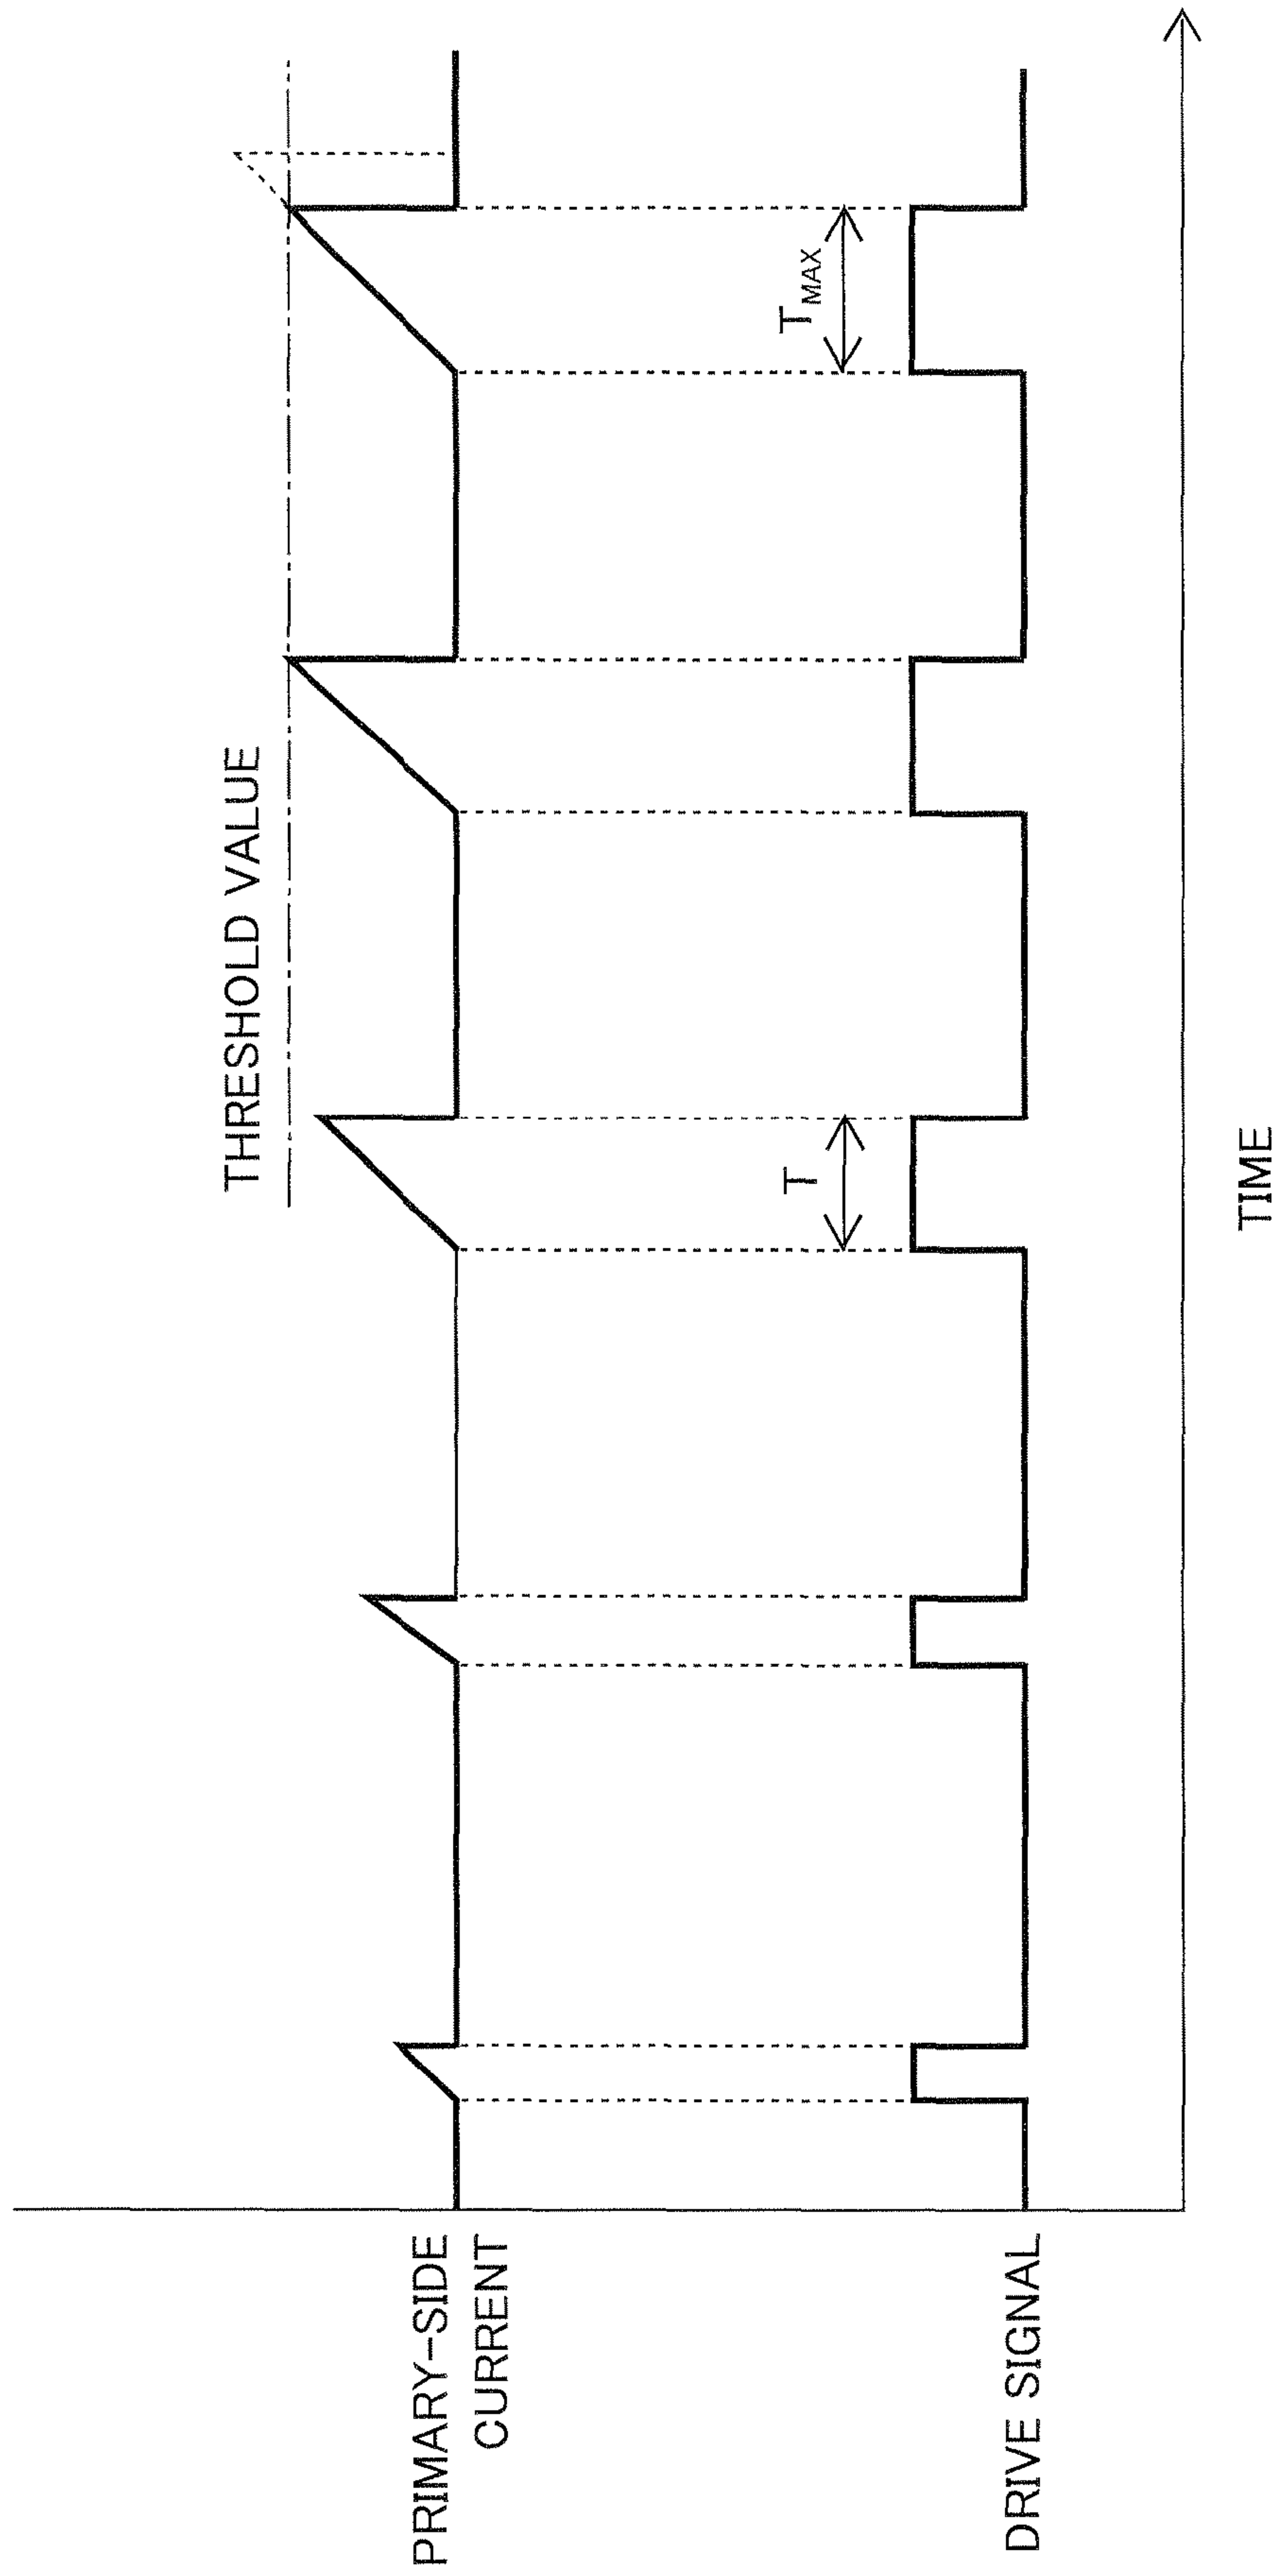 THRESHOLD VALUE
PRIMARY-SIDE
CURRENT
T
TMAX
DRIVE SIGNAL
TIME